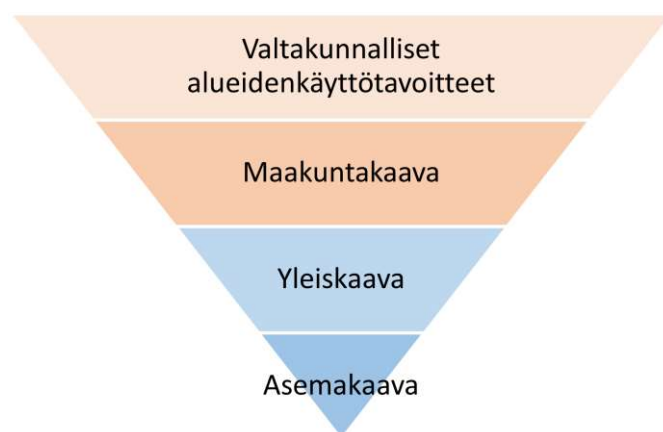 Valtakunnalliset
alueidenkäyttötavoitteet
Maakuntakaava
Yleiskaava
Asemakaava